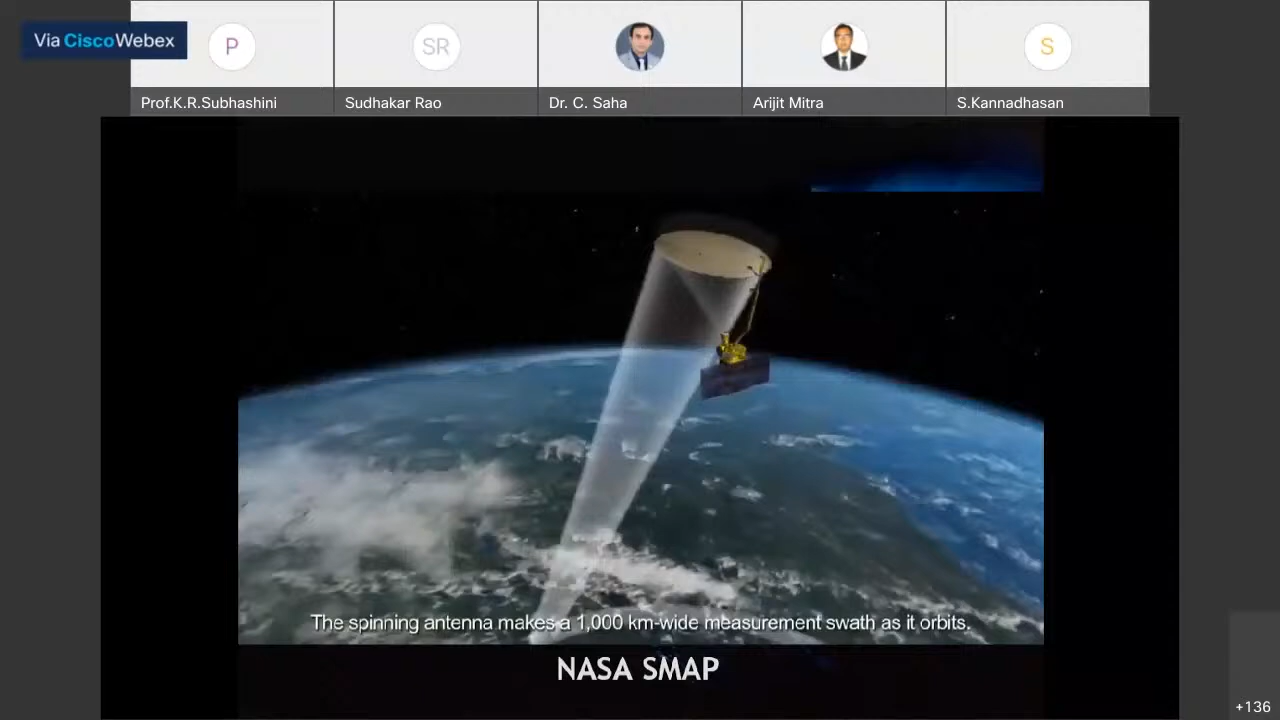 Via CiscoWebex
P
SR
S
Prof.K.R.Subhashini
Sudhakar Rao
Dr. C. Saha
Arijit Mitra
S.Kannadhasan
The spinning antenna makes a 1,000 km-wide measurement swath as it orbits.
NASA SMAP
+136